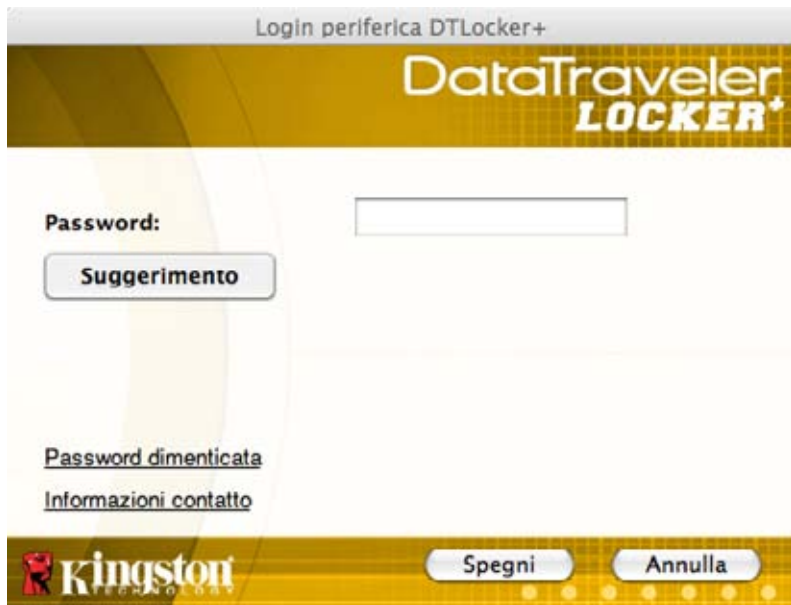 Login periferica DTLocker+
DataTraveler
LOCKER+
Password:
Suggerimento
Password dimenticata
Informazioni contatto
Kingston
TECHNOLOGY
Spegni
Annulla